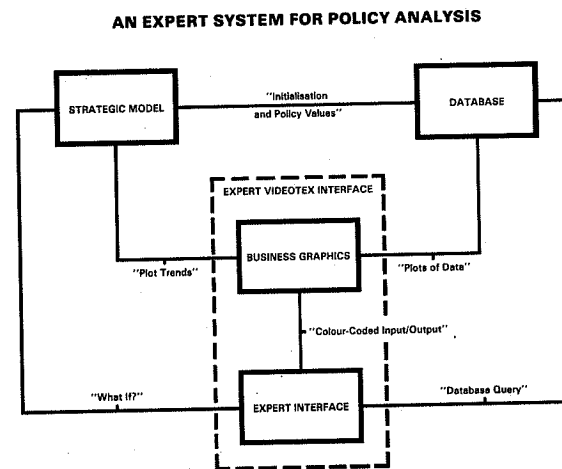 AN EXPERT SYSTEM FOR POLICY ANALYSIS
STRATEGIC MODEL
"Initialisation
and Policy Values"
DATABASE
EXPERT VIDEOTEX INTERFACE
BUSINESS GRAPHICS
"Plot Trends"
"Plots of Data"
"Colour-Coded Input/Output"
"What If?"
EXPERT INTERFACE
"Database Query"